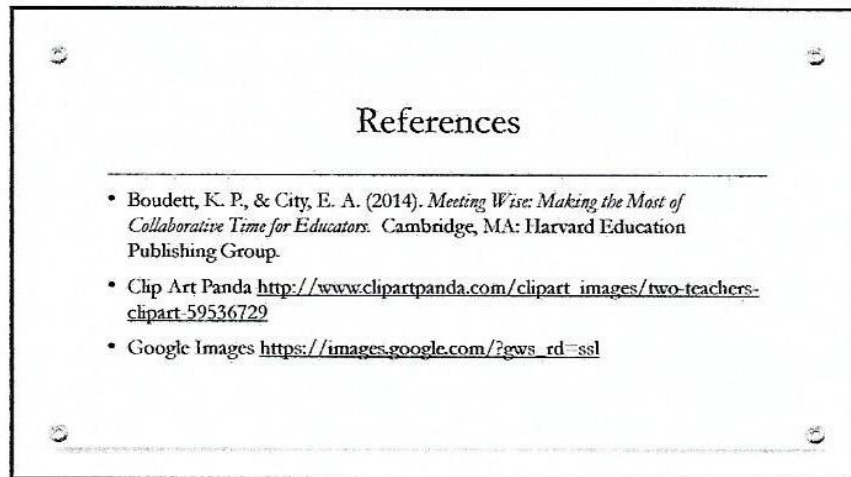 References
• Boudett, K. P., & City, E. A. (2014). Meeting Wise: Making the Most of
Collaborative Time for Educators. Cambridge, MA: Harvard Education
Publishing Group.
• Clip Art Panda http://www.clipartpanda.com/clipart_images/two-teachers-
clipart-59536729
• Google Images https://images.google.com/?gws_rd=ssl